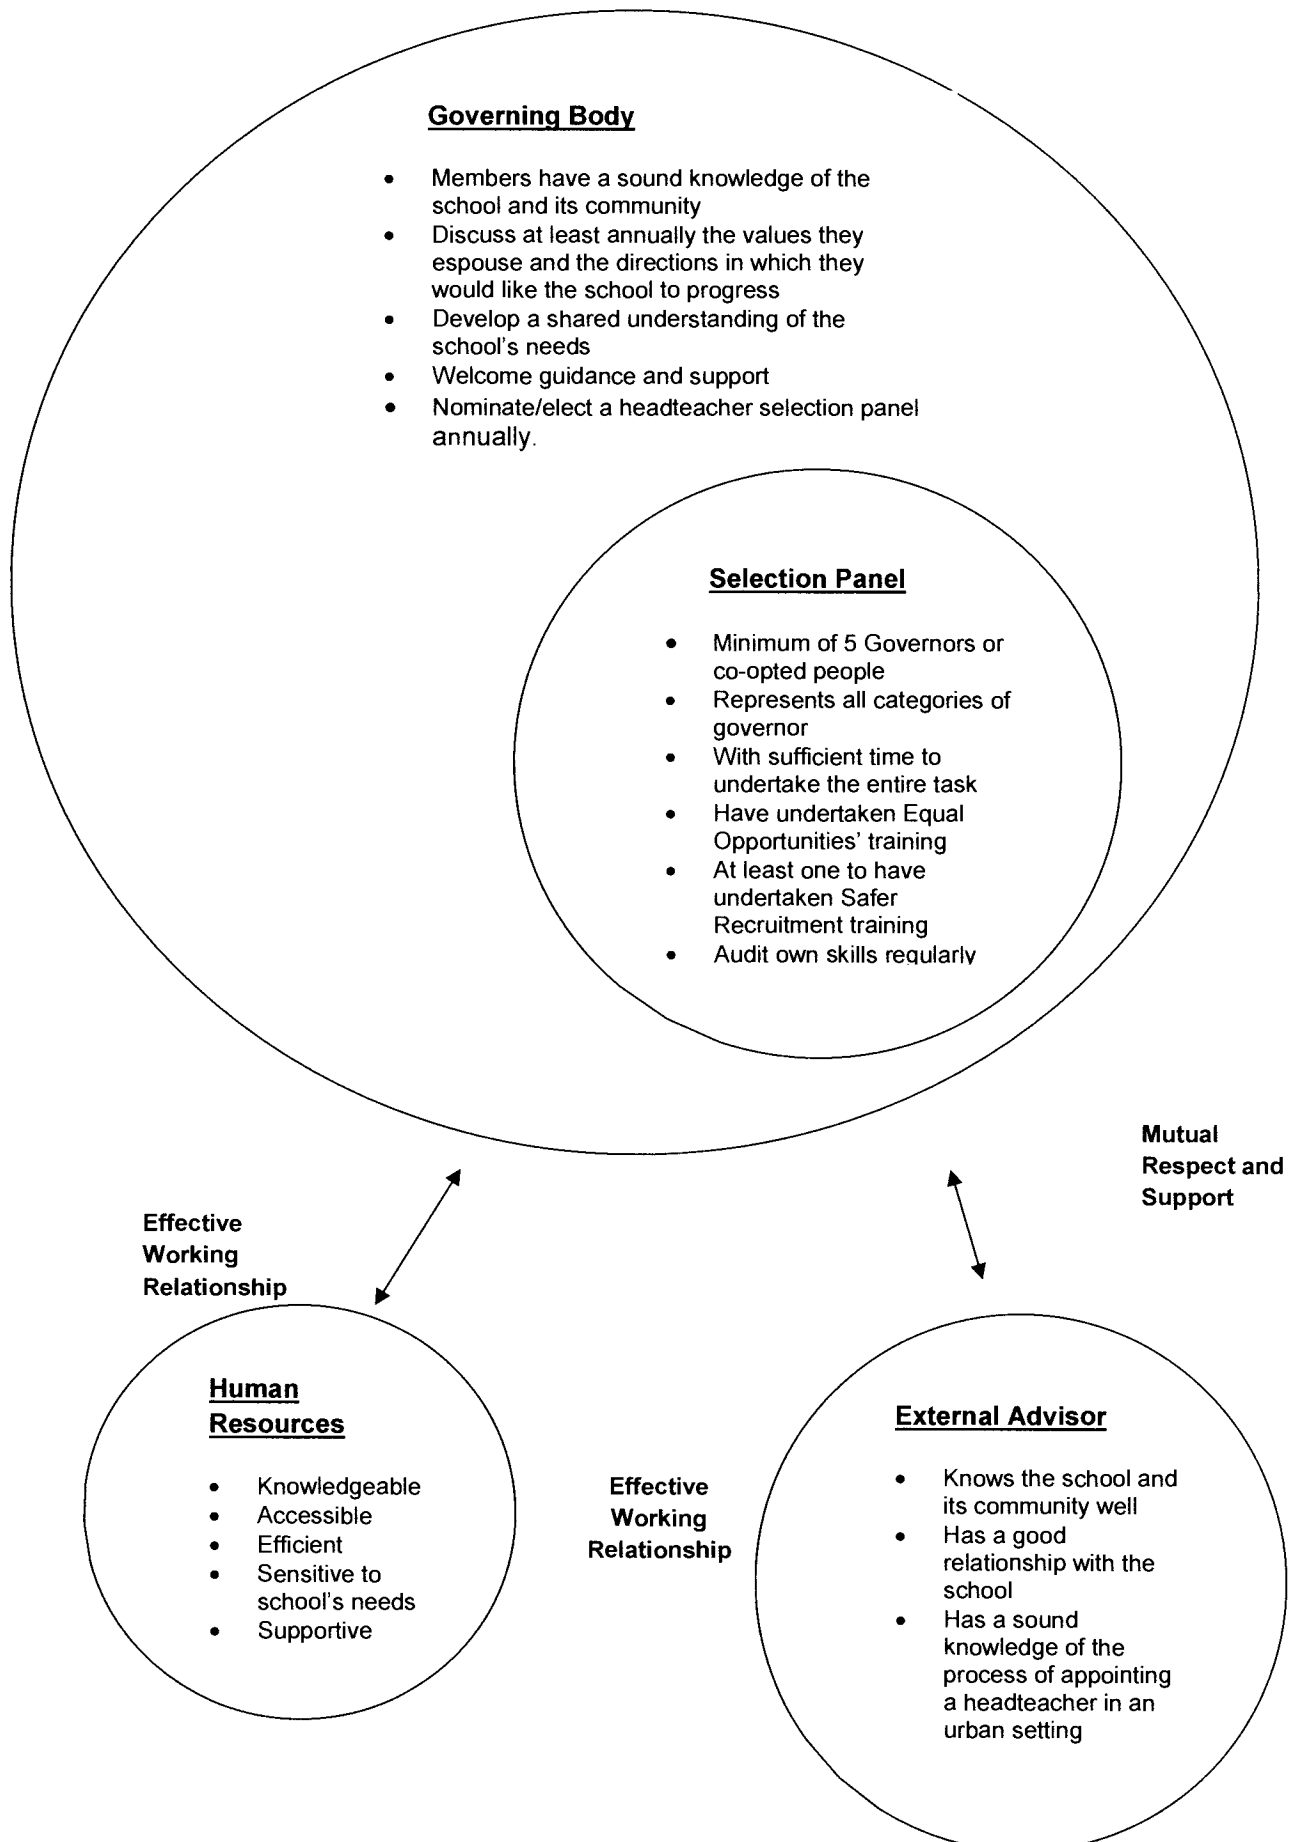 Governing Body
• Members have a sound knowledge of the
school and its community
• Discuss at least annually the values they
espouse and the directions in which they
would like the school to progress
• Develop a shared understanding of the
school's needs
• Welcome guidance and support
• Nominate/elect a headteacher selection panel
annually.
Selection Panel
• Minimum of 5 Governors or
co-opted people
• Represents all categories of
governor
• With sufficient time to
undertake the entire task
• Have undertaken Equal
Opportunities' training
• At least one to have
undertaken Safer
Recruitment training
• Audit own skills regularly
Mutual
Respect and
Support
Effective
Working
Relationship
Human
Resources
• Knowledgeable
• Accessible
• Efficient
• Sensitive to
school's needs
• Supportive
Effective
Working
Relationship
External Advisor
• Knows the school and
its community well
• Has a good
relationship with the
school
• Has a sound
knowledge of the
process of appointing
a headteacher in an
urban setting